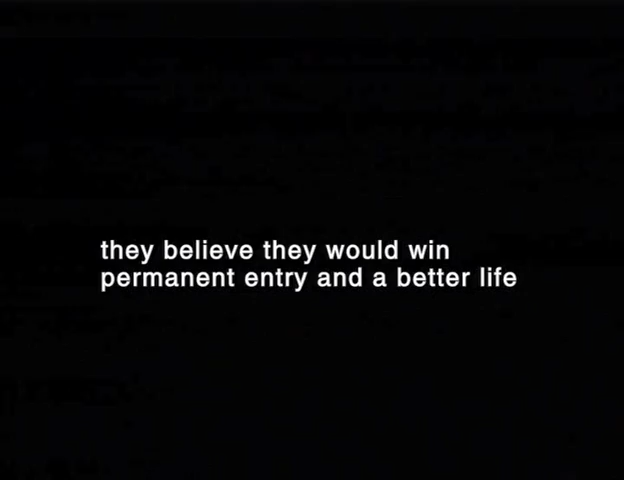 they believe they would win
permanent entry and a better life